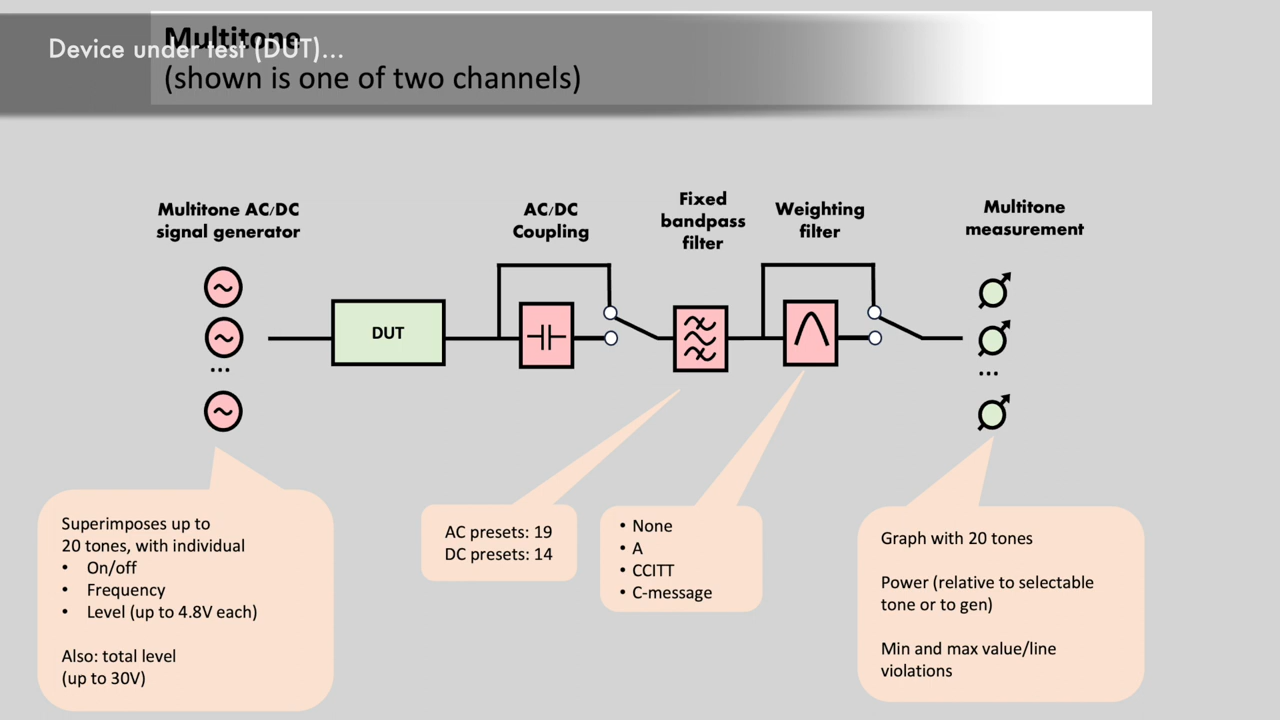 Multitone
Device under test (DUT)...
(shown is one of two channels)
Multitone AC/DC
signal generator
AC/DC
Coupling
Fixed
bandpass
filter
Weighting
filter
Multitone
measurement
DUT
...
...
Superimposes up to
20 tones, with individual
• On/off
• Frequency
• Level (up to 4.8V each)
Also: total level
(up to 30V)
AC presets: 19
DC presets: 14
• None
• A
• CCITT
• C-message
Graph with 20 tones
Power (relative to selectable
tone or to gen)
Min and max value/line
violations